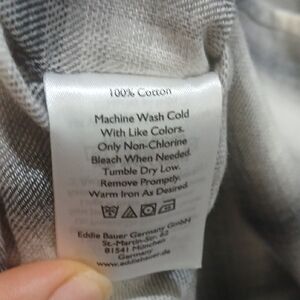 100% Cotton
Machine Wash Cold
With Like Colors.
Only Non-Chlorine
Bleach When Needed.
Tumble Dry Low.
Remove Promptly.
Warm Iron As Desired.
Eddie Bauer Germany GmbH
St.-Martin-Str. 82
81541 München
Germany
www.eddiebauer.de